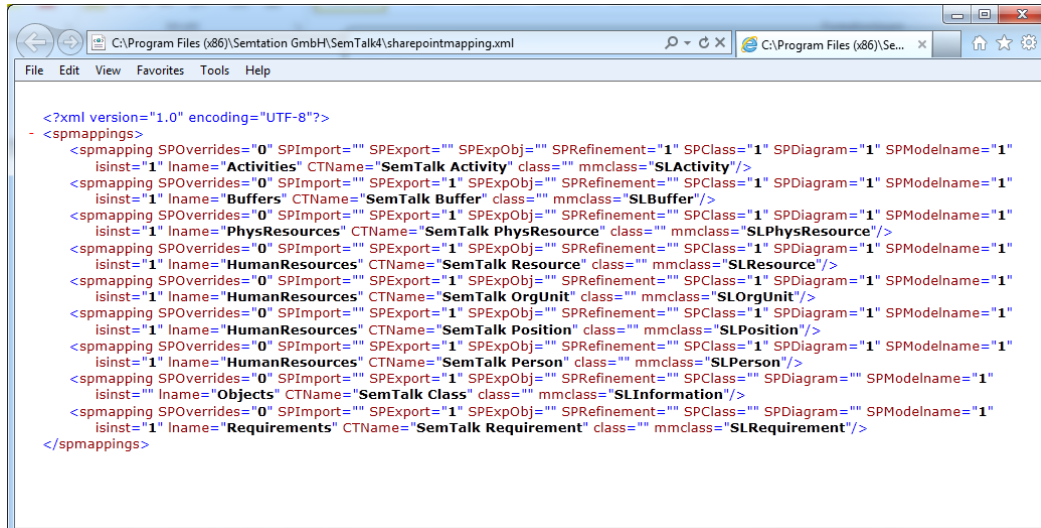 C:\Program Files (x86)\Semtation GmbH\SemTalk4\sharepointmapping.xml
C:\Program Files (x86)\Se...
File Edit View Favorites Tools Help
<?xml version="1.0" encoding="UTF-8"?>
- <spmappings>
<spmapping SPOverrides="0" SPImport="" SPExport="" SPExpObj="" SPRefinement="1" SPClass="1" SPDiagram="1" SPModelname="1"
isinst="1" lname="Activities" CTName="SemTalk Activity" class="" mmclass="SLActivity"/>
<spmapping SPOverrides="0" SPImport="" SPExport="1" SPExpObj="" SPRefinement="" SPClass="1" SPDiagram="1" SPModelname="1"
isinst="1" lname="Buffers" CTName="SemTalk Buffer" class="" mmclass="SLBuffer"/>
<spmapping SPOverrides="0" SPImport="" SPExport="1" SPExpObj="" SPRefinement="" SPClass="1" SPDiagram="1" SPModelname="1"
isinst="1" lname="PhysResources" CTName="SemTalk PhysResource" class="" mmclass="SLPhysResource"/>
<spmapping SPOverrides="0" SPImport="" SPExport="1" SPExpObj="" SPRefinement="" SPClass="1" SPDiagram="1" SPModelname="1"
isinst="1" lname="HumanResources" CTName="SemTalk Resource" class="" mmclass="SLResource"/>
<spmapping SPOverrides="0" SPImport="" SPExport="1" SPExpObj="" SPRefinement="" SPClass="1" SPDiagram="1" SPModelname="1"
isinst="1" lname="HumanResources" CTName="SemTalk OrgUnit" class="" mmclass="SLOrgUnit"/>
<spmapping SPOverrides="0" SPImport="" SPExport="1" SPExpObj="" SPRefinement="" SPClass="1" SPDiagram="1" SPModelname="1"
isinst="1" lname="HumanResources" CTName="SemTalk Position" class="" mmclass="SLPosition"/>
<spmapping SPOverrides="0" SPImport="" SPExport="1" SPExpObj="" SPRefinement="" SPClass="1" SPDiagram="1" SPModelname="1"
isinst="1" lname="HumanResources" CTName="SemTalk Person" class="" mmclass="SLPerson"/>
<spmapping SPOverrides="0" SPImport="" SPExport="1" SPExpObj="" SPRefinement="" SPClass="" SPDiagram="" SPModelname="1"
isinst="" lname="Objects" CTName="SemTalk Class" class="" mmclass="SLInformation"/>
<spmapping SPOverrides="0" SPImport="" SPExport="1" SPExpObj="" SPRefinement="" SPClass="" SPDiagram="" SPModelname="1"
isinst="1" lname="Requirements" CTName="SemTalk Requirement" class="" mmclass="SLRequirement"/>
</spmappings>